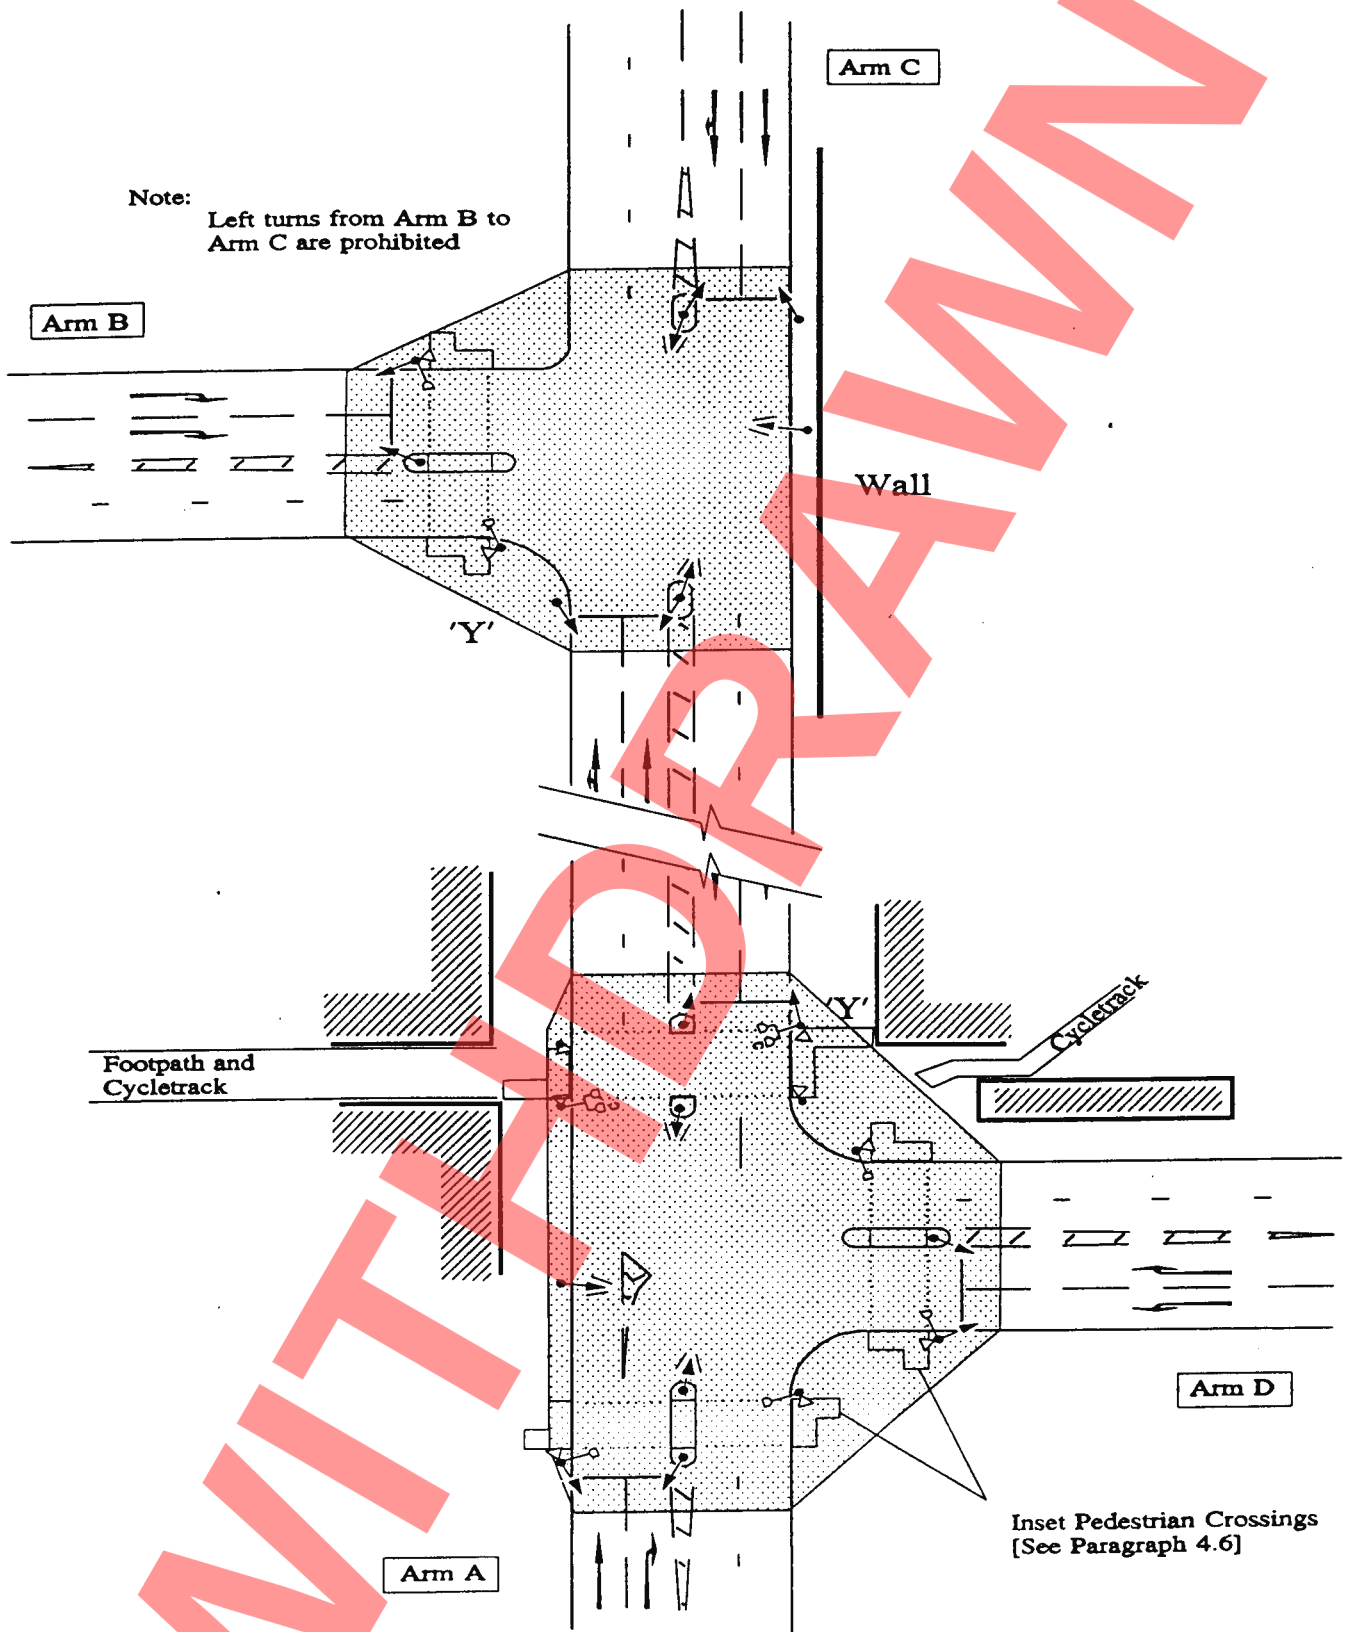 Arm C
Note:
Left turns from Arm B to
Arm C are prohibited
Arm B
Wall
'Y'
'Y'
Cycletrack
Footpath and
Cycletrack
Arm D
Inset Pedestrian Crossings
[See Paragraph 4.6]
Arm A
WITHDRAWN